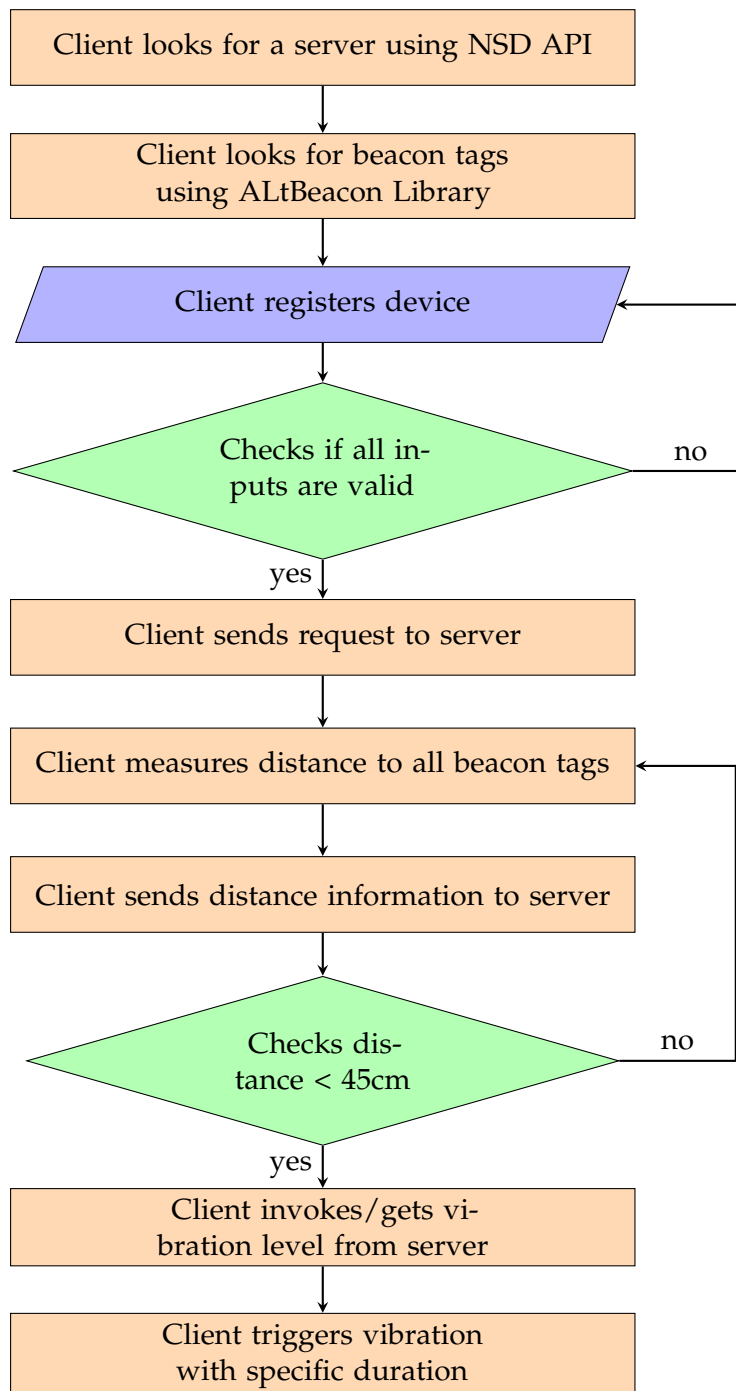 Client looks for a server using NSD API
Client looks for beacon tags
using ALtBeacon Library
Client registers device
Checks if all in-
puts are valid
no
yes
Client sends request to server
Client measures distance to all beacon tags
Client sends distance information to server
Checks dis-
tance < 45cm
no
yes
Client invokes/gets vi-
bration level from server
Client triggers vibration
with specific duration